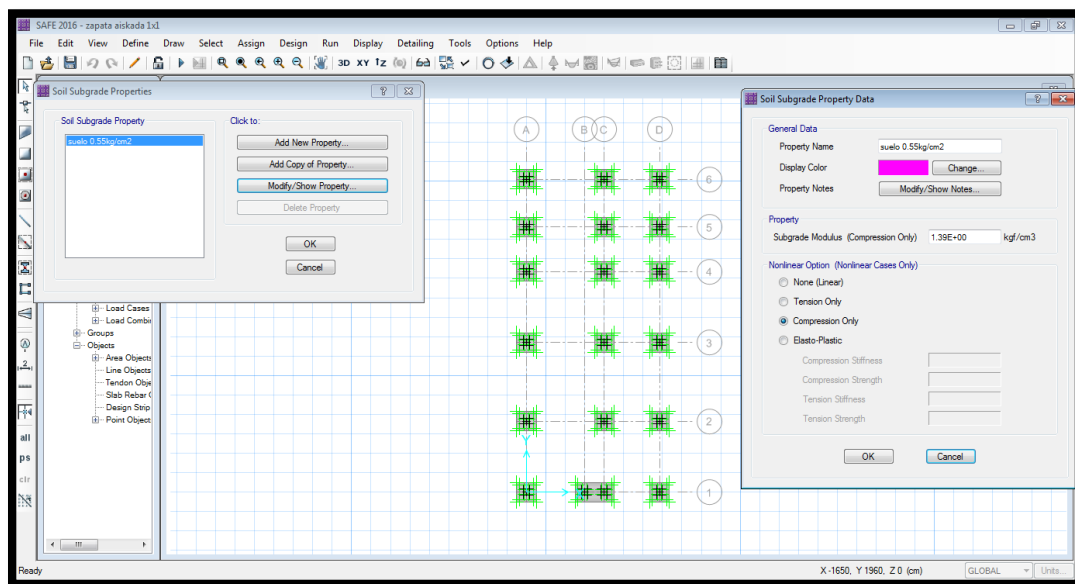 SAFE 2016 - zapata aiskada 1x1
File Edit View Define Draw Select Assign Design Run Display Detailing Tools Options Help
3D XY
Soil Subgrade Properties
Soil Subgrade Property
suelo 0.55kg/cm2
Click to:
Add New Property...
Add Copy of Property...
Modify/Show Property...
Delete Property
OK
Cancel
Load Cases
Load Combi
Groups
Objects
Area Objects
Line Objects
Tendon Obje
Slab Rebar
Design Strip
Point Object
all
ps
clr
A B C D
6
5
4
3
2
1
Y
Soil Subgrade Property Data
General Data
Property Name suelo 0.55kg/cm2
Display Color Change...
Property Notes Modify/Show Notes...
Property
Subgrade Modulus (Compression Only) 1.39E+00 kgf/cm3
Nonlinear Option (Nonlinear Cases Only)
None (Linear)
Tension Only
Compression Only
Elasto-Plastic
Compression Stiffness
Compression Strength
Tension Stiffness
Tension Strength
OK Cancel
Ready X -1650, Y 1960, Z 0 (cm) GLOBAL Units...